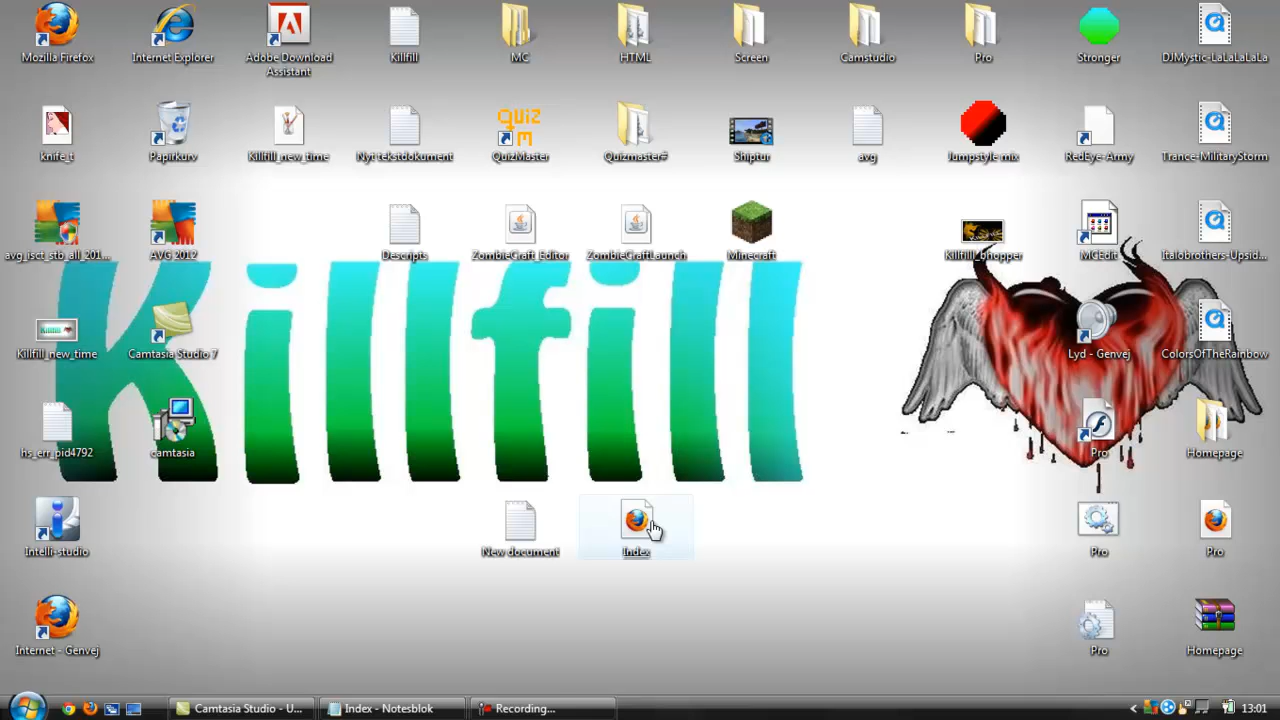 Mozilla Firefox
Internet Explorer
Adobe Download
Assistant
Killfill
MC
HTML
Screen
Camstudio
Pro
Stronger
DJMystic-LaLaLaLaLa
knife_t
Papirkurv
Killfill_new_time
Nyt tekstdokument
quiz
m
QuizMaster
Quizmaster#
Shiptur
avg
Jumpstyle mix
RedEye-Army
Trance-MilitaryStorm
avg_isct_stb_all_201...
AVG 2012
Descripts
ZombieCraft_Editor
ZombieCraftLaunch
Minecraft
Killfill_bhopper
MCEdit
Italobrothers-Upsid...
Killfill
Killfill_new_time
Camtasia Studio 7
Lyd - Genvej
ColorsOfTheRainbow
hs_err_pid4792
camtasia
Pro
Homepage
Intelli-studio
New document
Index
Pro
Pro
Internet - Genvej
Pro
Homepage
Camtasia Studio - U...
Index - Notesblok
Recording...
13:01